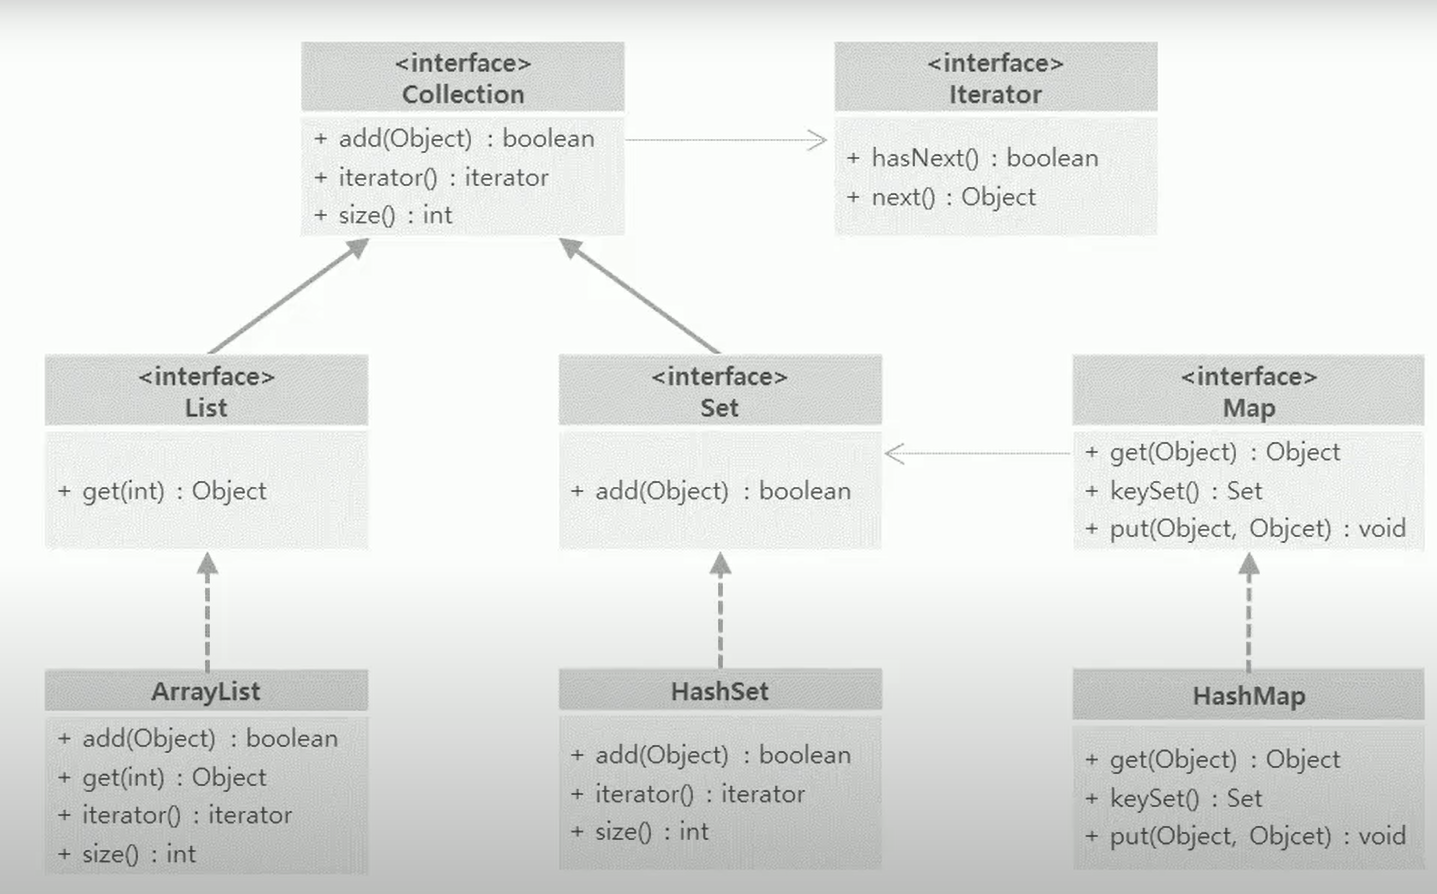 <interface>
Collection
+ add(Object) : boolean
+ iterator() : iterator
+ size() : int
<interface>
Iterator
+ hasNext() : boolean
+ next() : Object
<interface>
List
+ get(int) : Object
<interface>
Set
+ add(Object) : boolean
<interface>
Map
+ get(Object) : Object
+ keySet() : Set
+ put(Object, Objcet) : void
ArrayList
+ add(Object) : boolean
+ get(int) : Object
+ iterator() : iterator
+ size() : int
HashSet
+ add(Object) : boolean
+ iterator() : iterator
+ size() : int
HashMap
+ get(Object) : Object
+ keySet() : Set
+ put(Object, Objcet) : void